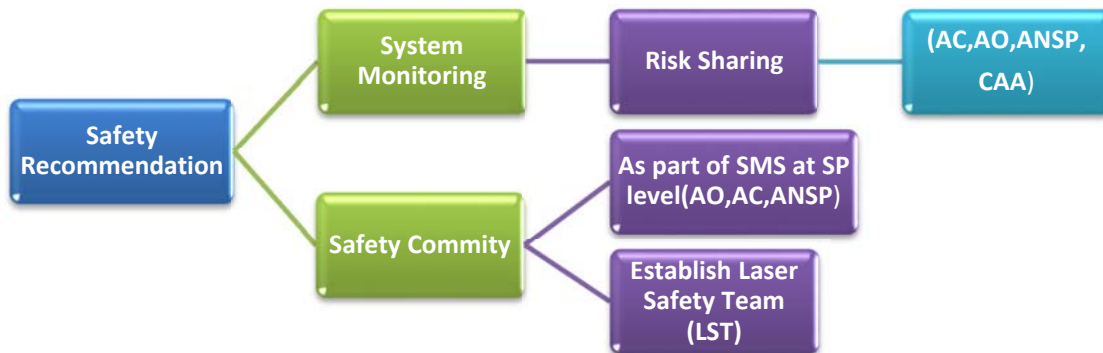 Safety
Recommendation
System
Monitoring
Risk Sharing
(AC,AO,ANSP,
CAA)
Safety Commity
As part of SMS at SP
level(AO,AC,ANSP)
Establish Laser
Safety Team
(LST)